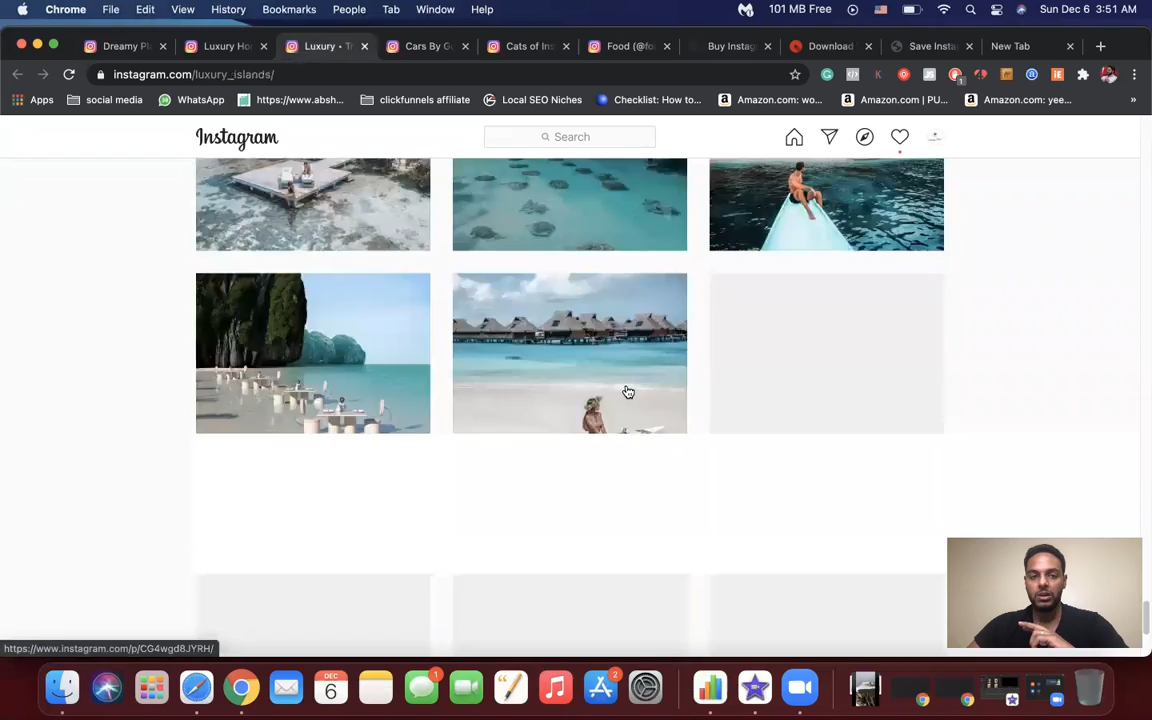 Chrome File Edit View History Bookmarks People Tab Window Help 101 MB Free Sun Dec 6 3:51 AM
Dreamy Pl Luxury Ho Luxury • Tr Cars By G Cats of Ins Food (@fo Buy Instag Download Save Insta New Tab
instagram.com/luxury_islands/
Apps social media WhatsApp https://www.absh... clickfunnels affiliate Local SEO Niches Checklist: How to... Amazon.com: wo... Amazon.com | PU... Amazon.com: yee... »
Instagram Search
https://www.instagram.com/p/CG4wgd8JYRH/
DEC
6
1
2